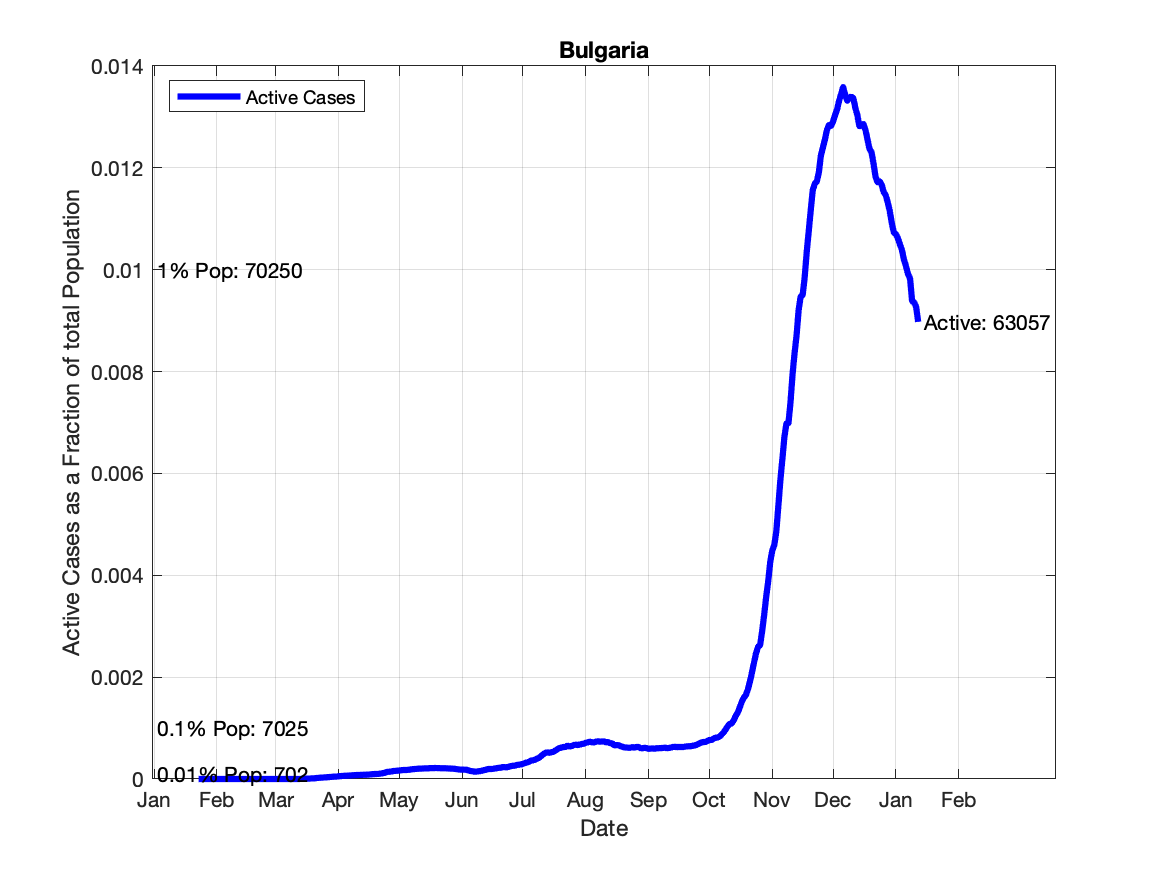 Bulgaria
Active Cases
Active Cases as a Fraction of total Population
0.014
0.012
0.01
0.008
0.006
0.004
0.002
0
1% Pop: 70250
Active: 63057
0.1% Pop: 7025
0.01% Pop: 702
Jan Feb Mar Apr May Jun Jul Aug Sep Oct Nov Dec Jan Feb
Date